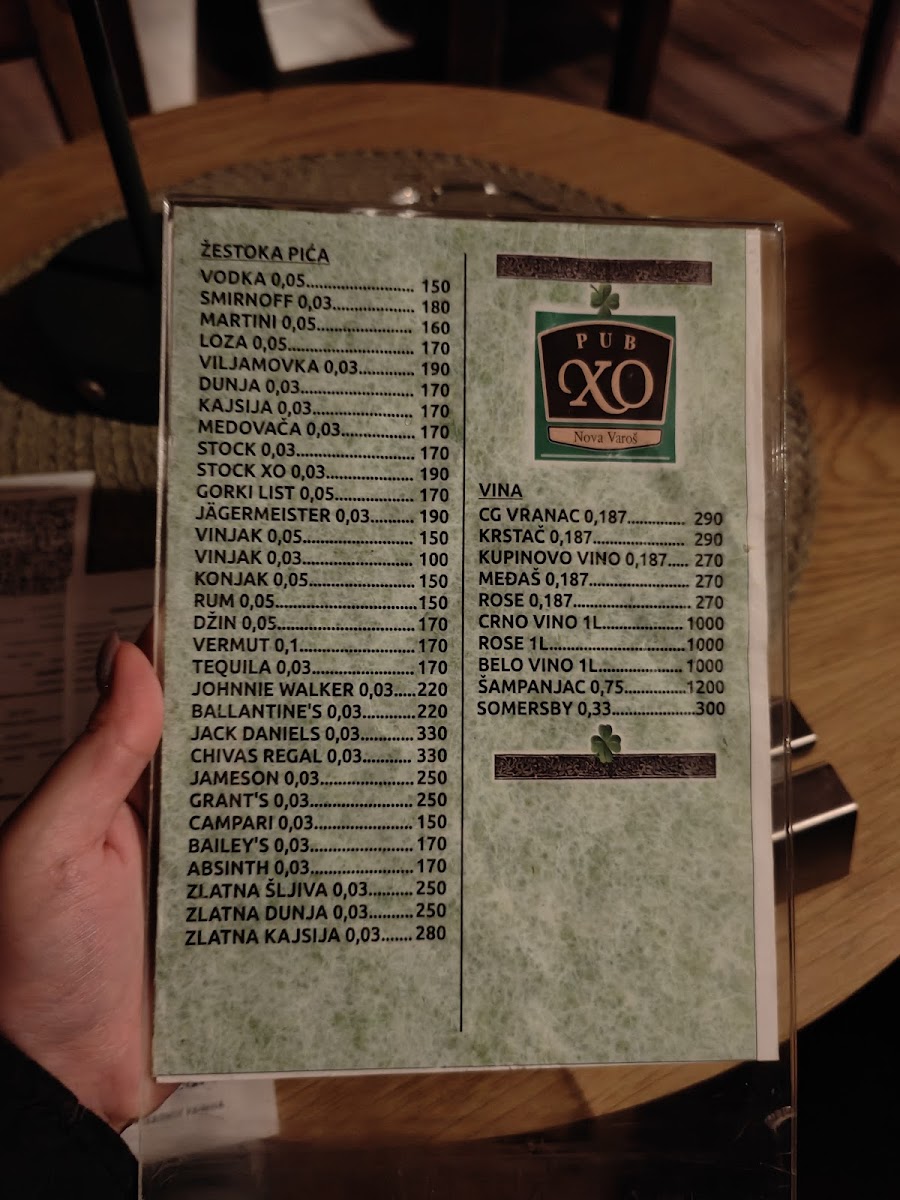 ŽESTOKA PIĆA
VODKA 0,05........................ 150
SMIRNOFF 0,03.................. 180
MARTINI 0,05..................... 160
LOZA 0,05............................ 170
VILJAMOVKA 0,03............ 190
DUNJA 0,03......................... 170
KAJSIJA 0,03....................... 170
MEDOVAČA 0,03................ 170
STOCK 0,03.......................... 170
STOCK XO 0,03.................... 190
GORKI LIST 0,05.................. 170
JÄGERMEISTER 0,03.......... 190
VINJAK 0,05......................... 150
VINJAK 0,03......................... 100
KONJAK 0,05........................ 150
RUM 0,05................................150
DŽIN 0,05.............................. 170
VERMUT 0,1.......................... 170
TEQUILA 0,03....................... 170
JOHNNIE WALKER 0,03.....220
BALLANTINE'S 0,03............220
JACK DANIELS 0,03............ 330
CHIVAS REGAL 0,03........... 330
JAMESON 0,03..................... 250
GRANT'S 0,03....................... 250
CAMPARI 0,03...................... 150
BAILEY'S 0,03....................... 170
ABSINTH 0,03....................... 170
ZLATNA ŠLJIVA 0,03.......... 250
ZLATNA DUNJA 0,03.......... 250
ZLATNA KAJSIJA 0,03....... 280
PUB
XO
Nova Varoš
VINA
CG VRANAC 0,187............. 290
KRSTAČ 0,187..................... 290
KUPINOVO VINO 0,187..... 270
MEĐAŠ 0,187....................... 270
ROSE 0,187........................... 270
CRNO VINO 1L................... 1000
ROSE 1L................................1000
BELO VINO 1L................... 1000
ŠAMPANJAC 0,75..............1200
SOMERSBY 0,33...................300